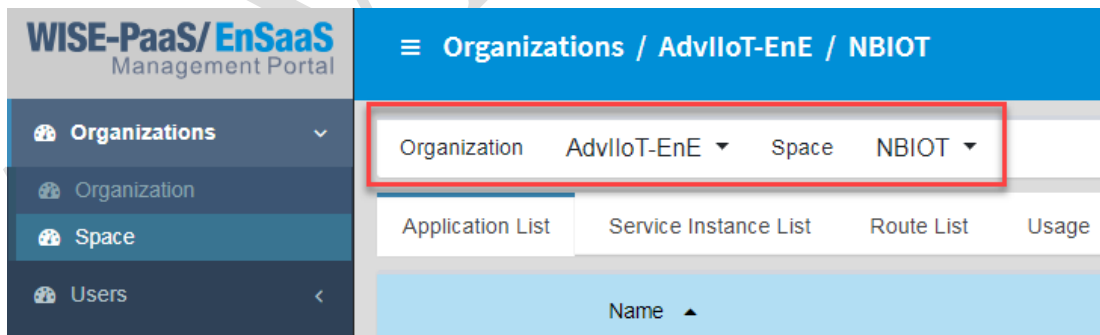 WISE-PaaS/EnSaaS
Management Portal
≡ Organizations / AdvIIoT-EnE / NBIOT
Organizations
Organization
Space
Users
Organization AdvIIoT-EnE Space NBIOT
Application List Service Instance List Route List Usage
Name